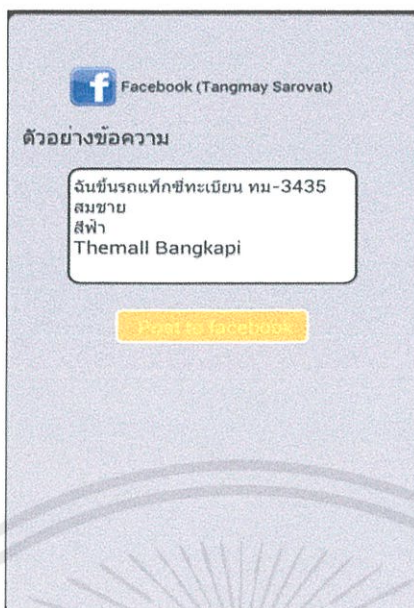 Facebook (Tangmay Sarovat)
ตัวอย่างข้อความ
ฉันขึ้นรถแท็กซี่ทะเบียน ทม-3435
สมชาย
สีฟ้า
Themall Bangkapi
Post to facebook